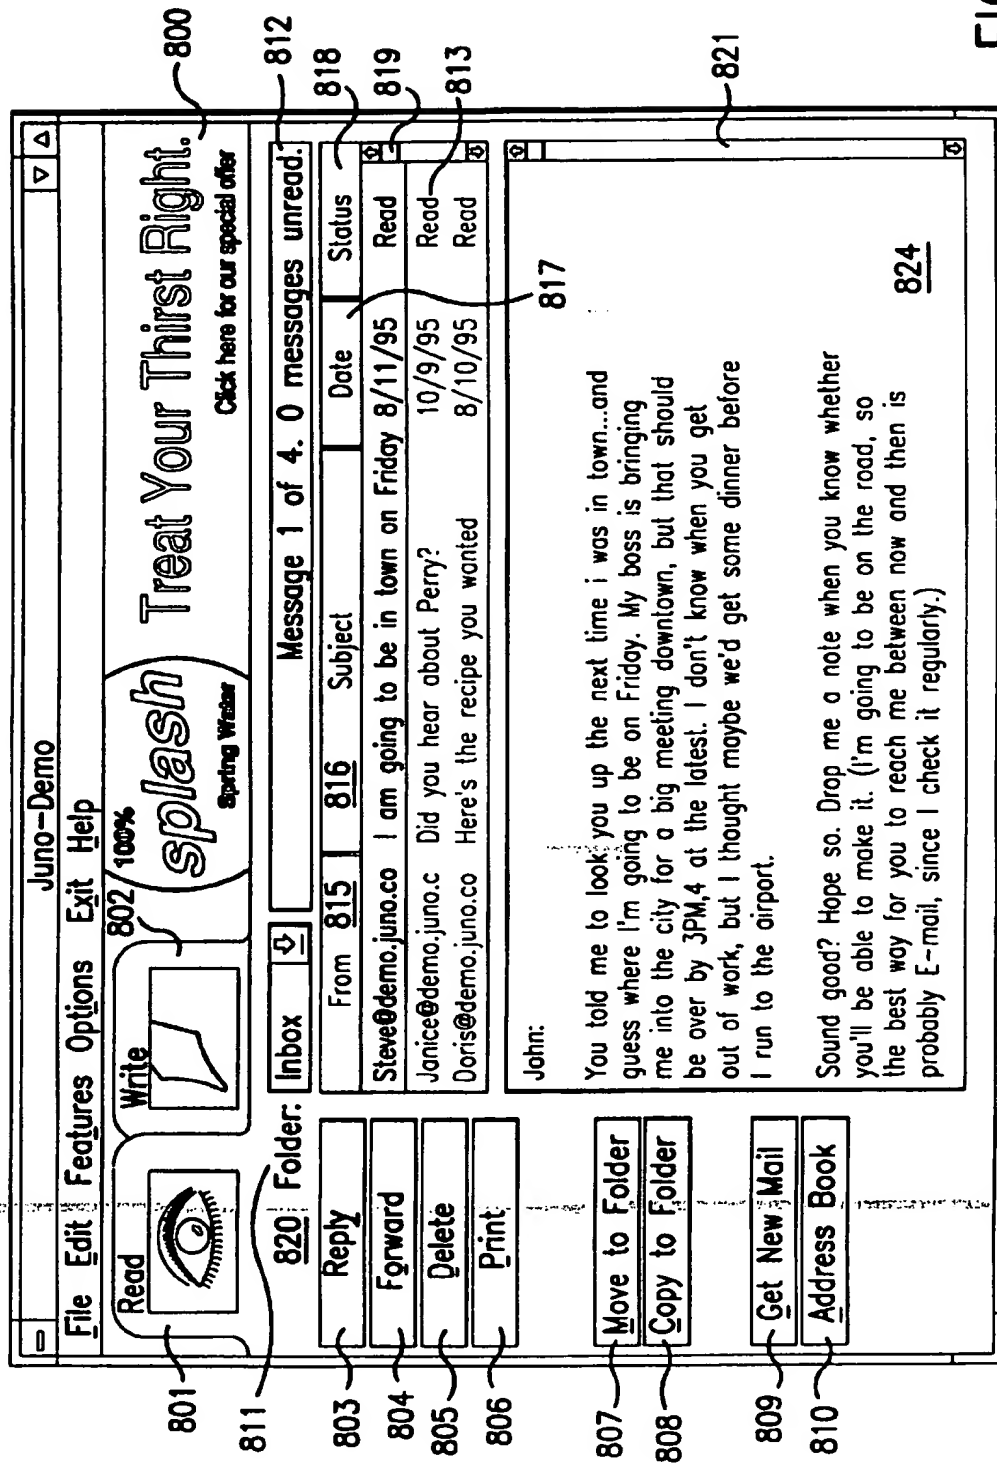 Juno-Demo
File Edit Features Options Exit Help
Read
Write
100%
splash
Spring Water
Treat Your Thirst Right.
Click here for our special offer
800
801
802
811
820 Folder: Inbox
Message 1 of 4. 0 messages unread.
812
From 815
816 Subject
Date
Status
818
Steve@demo.juno.co I am going to be in town on Friday 8/11/95 Read
819
Janice@demo.juno.c Did you hear about Perry? 10/9/95 Read
813
Doris@demo.juno.co Here's the recipe you wanted 8/10/95 Read
817
803 Reply
804 Forward
805 Delete
806 Print
807 Move to Folder
808 Copy to Folder
809 Get New Mail
810 Address Book
John:
You told me to look you up the next time i was in town...and
guess where I'm going to be on Friday. My boss is bringing
me into the city for a big meeting downtown, but that should
be over by 3PM,4 at the latest. I don't know when you get
out of work, but I thought maybe we'd get some dinner before
I run to the airport.
Sound good? Hope so. Drop me a note when you know whether
you'll be able to make it. (I'm going to be on the road, so
the best way for you to reach me between now and then is
probably E-mail, since I check it regularly.)
821
824